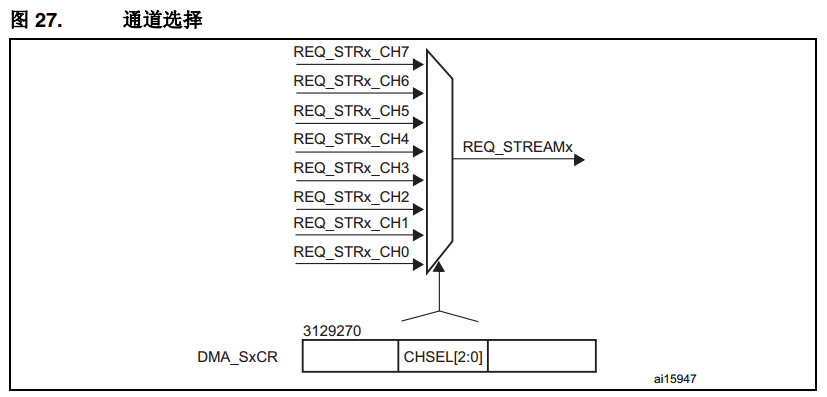 图 27. 通道选择
REQ_STRx_CH7
REQ_STRx_CH6
REQ_STRx_CH5
REQ_STRx_CH4
REQ_STREAMx
REQ_STRx_CH3
REQ_STRx_CH2
REQ_STRx_CH1
REQ_STRx_CH0
3129270
DMA_SxCR
CHSEL[2:0]
ai15947